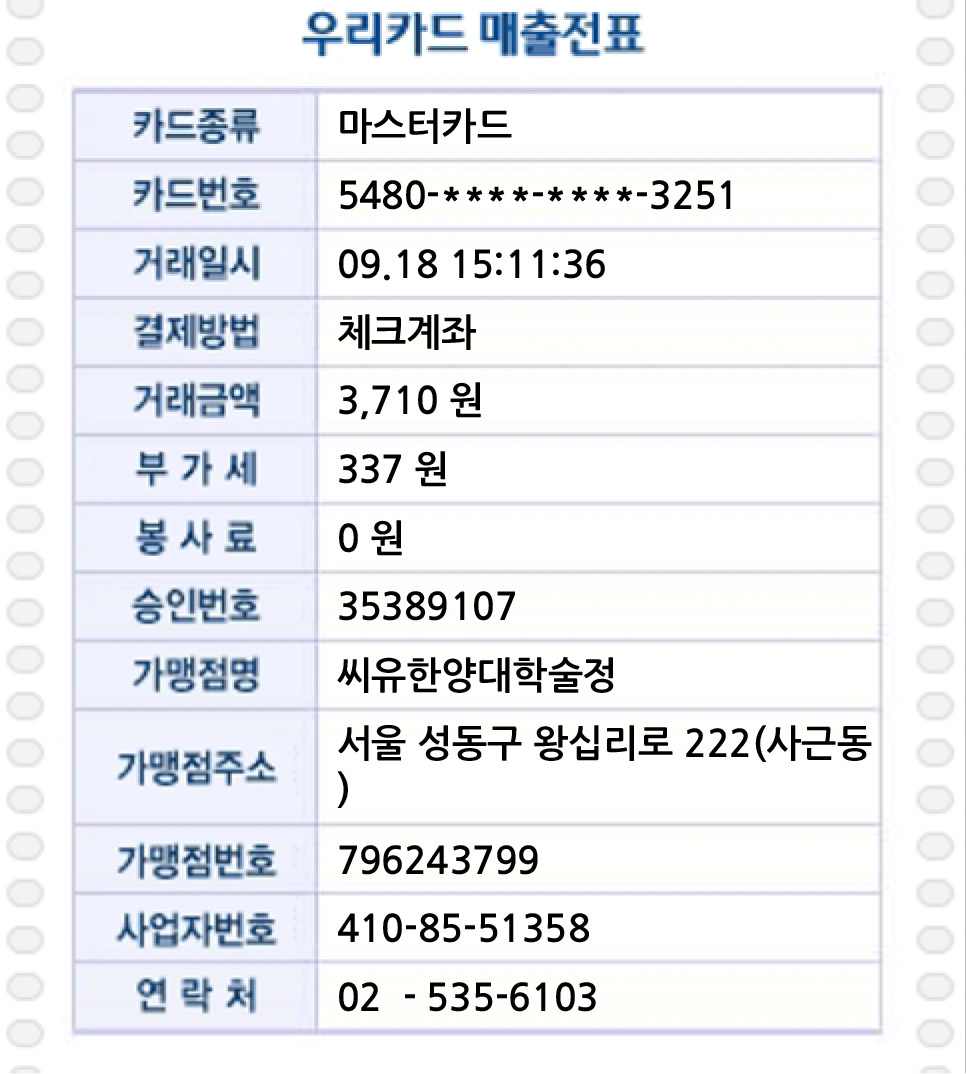 우리카드 매출전표
카드종류 마스터카드
카드번호 5480-****-****-3251
거래일시 09.18 15:11:36
결제방법 체크계좌
거래금액 3,710 원
부 가 세 337 원
봉 사 료 0 원
승인번호 35389107
가맹점명 씨유한양대학술정
가맹점주소 서울 성동구 왕십리로 222(사근동
)
가맹점번호 796243799
사업자번호 410-85-51358
연 락 처 02  - 535-6103